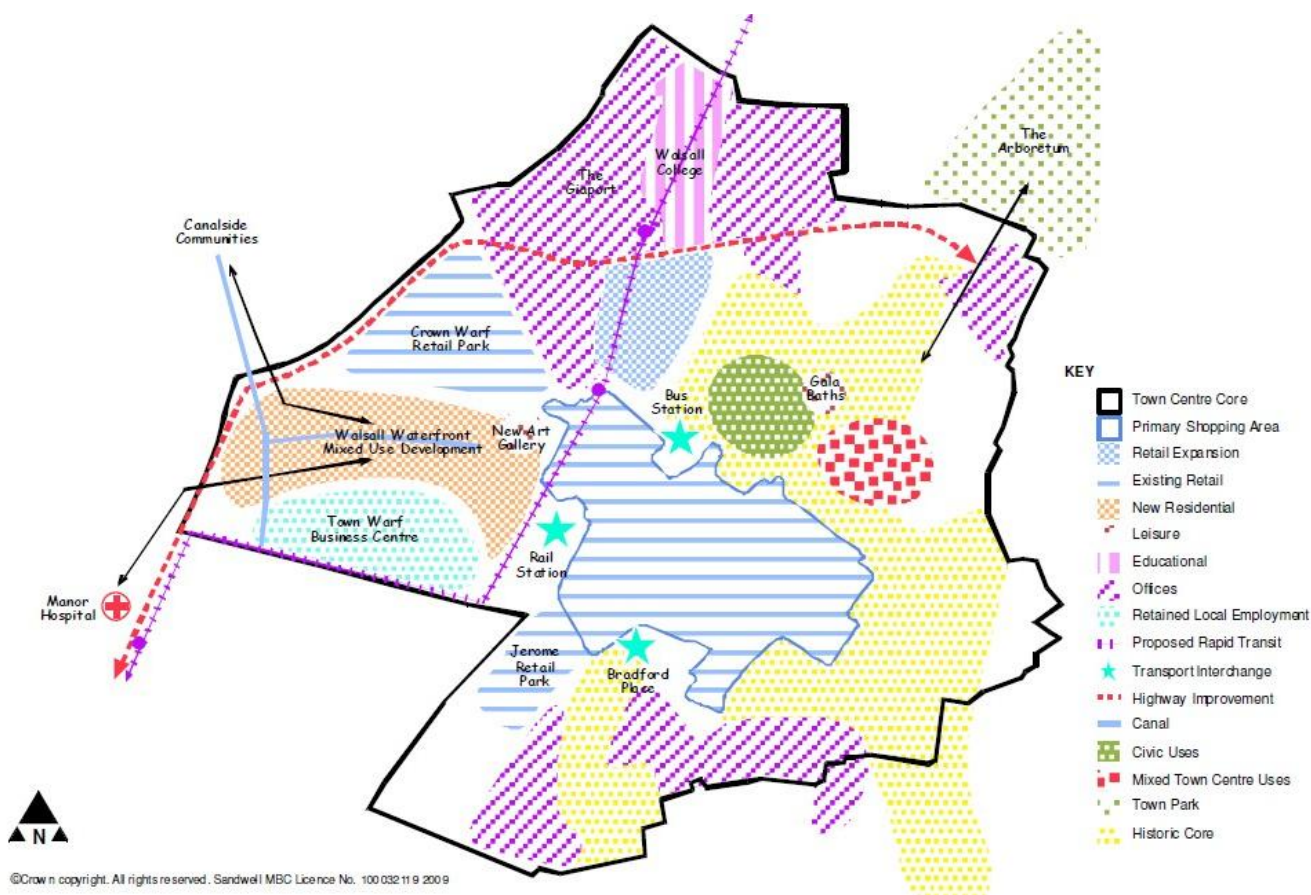 The
Arboretum
Walsall
College
The
Gigaport
Canalside
Communities
Crown Warf
Retail Park
Gala
Baths
Bus
Station
New Art
Gallery
Walsall Waterfront
Mixed Use Development
Town Warf
Business Centre
Rail
Station
Manor
Hospital
Jerome
Retail
Park
Bradford
Place
KEY
Town Centre Core
Primary Shopping Area
Retail Expansion
Existing Retail
New Residential
Leisure
Educational
Offices
Retained Local Employment
Proposed Rapid Transit
Transport Interchange
Highway Improvement
Canal
Civic Uses
Mixed Town Centre Uses
Town Park
Historic Core
N
©Crown copyright. All rights reserved. Sandwell MBC Licence No. 100032119 2009